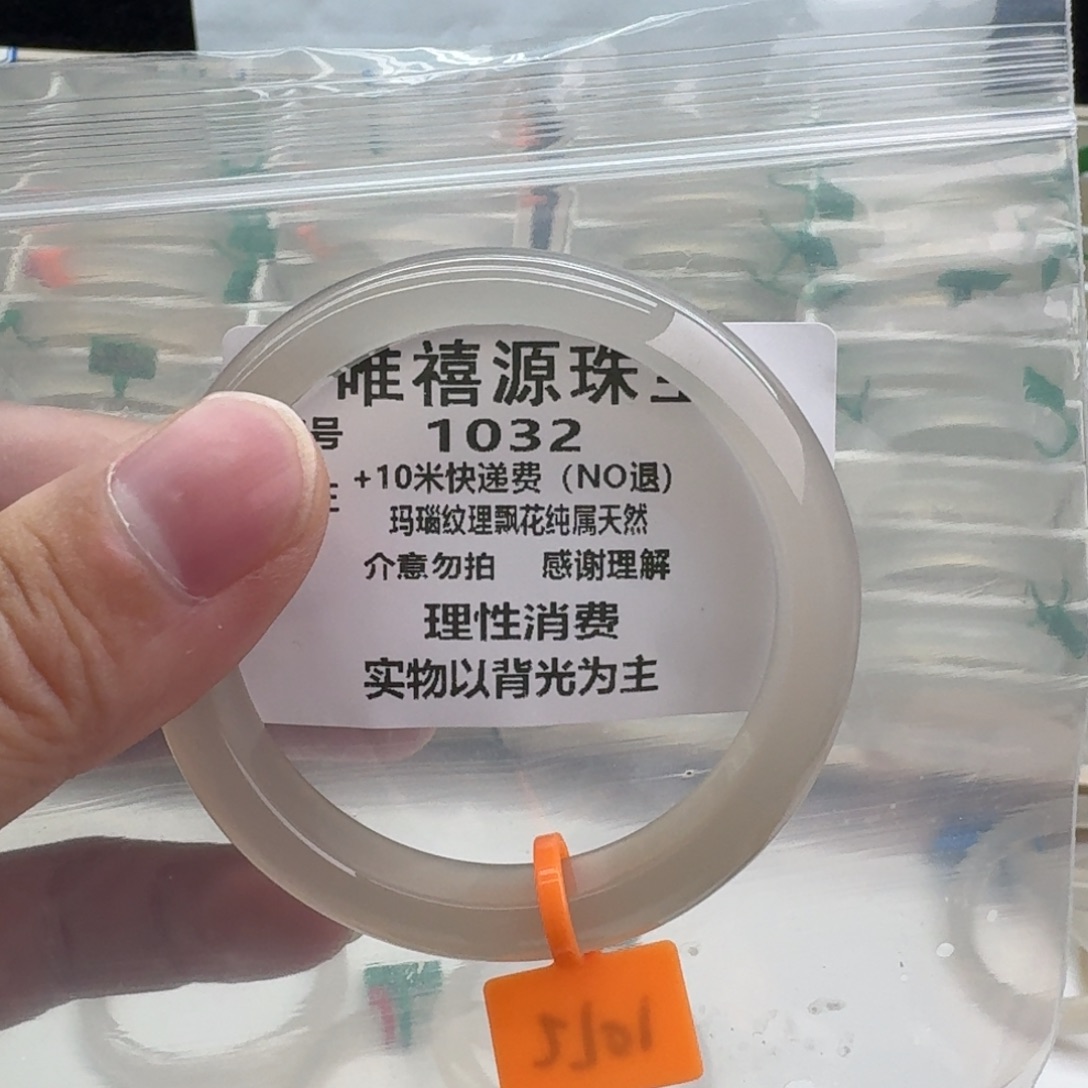 唯禧源珠宝
号 1032
+10米快递费（NO退）
玛瑙纹理飘花纯属天然
介意勿拍 感谢理解
理性消费
实物以背光为主